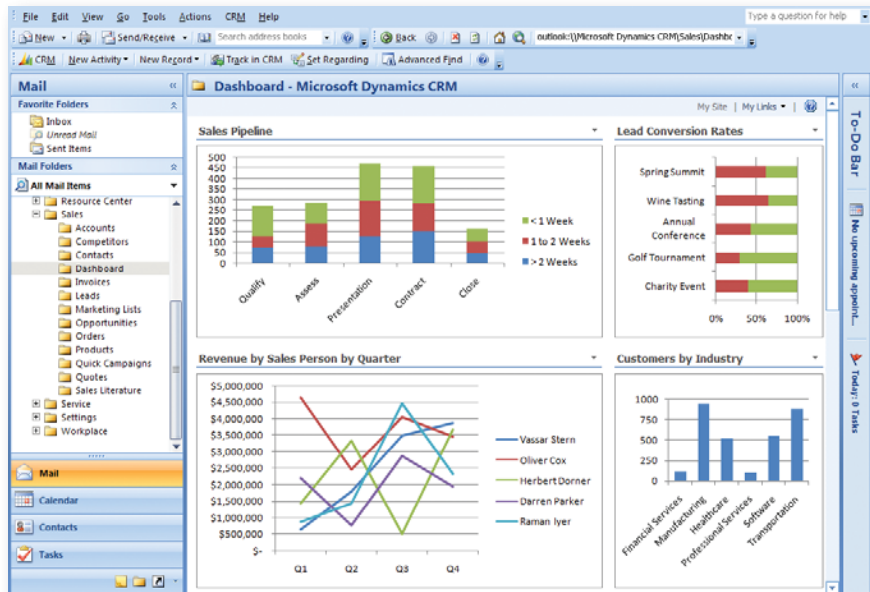 File Edit View Go Tools Actions CRM Help Type a question for help
New Send/Receive Search address books Back outlook:\\Microsoft Dynamics CRM\Sales\Dashbc
CRM New Activity New Record Track in CRM Set Regarding Advanced Find
Mail
Favorite Folders
Inbox
Unread Mail
Sent Items
Mail Folders
All Mail Items
Resource Center
Sales
Accounts
Competitors
Contacts
Dashboard
Invoices
Leads
Marketing Lists
Opportunities
Orders
Products
Quick Campaigns
Quotes
Sales Literature
Service
Settings
Workplace
Mail
Calendar
Contacts
Tasks
Dashboard - Microsoft Dynamics CRM
My Site | My Links |
Sales Pipeline
500
450
400
350
300
250
200
150
100
50
0
Qualify
Assess
Presentation
Contract
Close
< 1 Week
1 to 2 Weeks
> 2 Weeks
Lead Conversion Rates
Spring Summit
Wine Tasting
Annual
Conference
Golf Tournament
Charity Event
0% 50% 100%
Revenue by Sales Person by Quarter
$5,000,000
$4,500,000
$4,000,000
$3,500,000
$3,000,000
$2,500,000
$2,000,000
$1,500,000
$1,000,000
$500,000
$-
Q1 Q2 Q3 Q4
Vassar Stern
Oliver Cox
Herbert Dorner
Darren Parker
Raman Iyer
Customers by Industry
1000
750
500
250
0
Financial Services
Manufacturing
Healthcare
Professional Services
Software
Transportation
To-Do Bar
No upcoming appoint...
Today: 0 Tasks